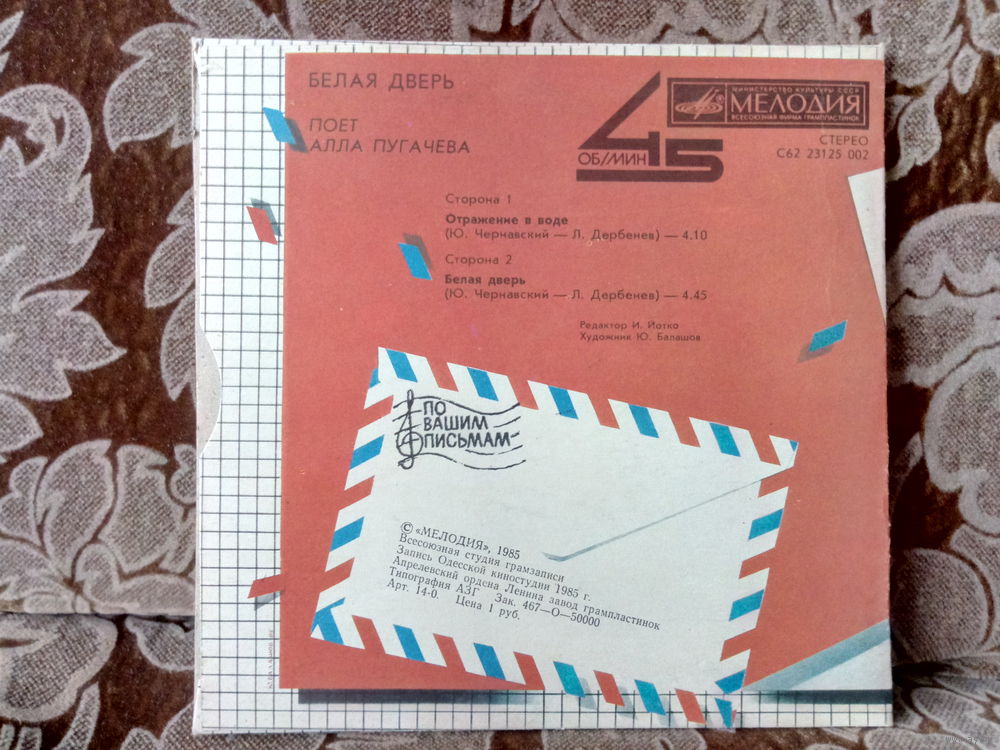 БЕЛАЯ ДВЕРЬ
ПОЕТ
АЛЛА ПУГАЧЕВА
45
ОБ/МИН
МИНИСТЕРСТВО КУЛЬТУРЫ СССР
МЕЛОДИЯ
ВСЕСОЮЗНАЯ ФИРМА ГРАМПЛАСТИНОК
СТЕРЕО
С62 23125 002
Сторона 1
Отражение в воде
(Ю. Чернавский — Л. Дербенев) — 4.10
Сторона 2
Белая дверь
(Ю. Чернавский — Л. Дербенев) — 4.45
Редактор И. Йотко
Художник Ю. Балашов
ПО
ВАШИМ
ПИСЬМАМ
© «МЕЛОДИЯ», 1985
Всесоюзная студия грамзаписи
Запись Одесской киностудии 1985 г.
Апрелевский ордена Ленина завод грампластинок
Типография АЗГ Зак. 467—О—50000
Арт. 14-0. Цена 1 руб.